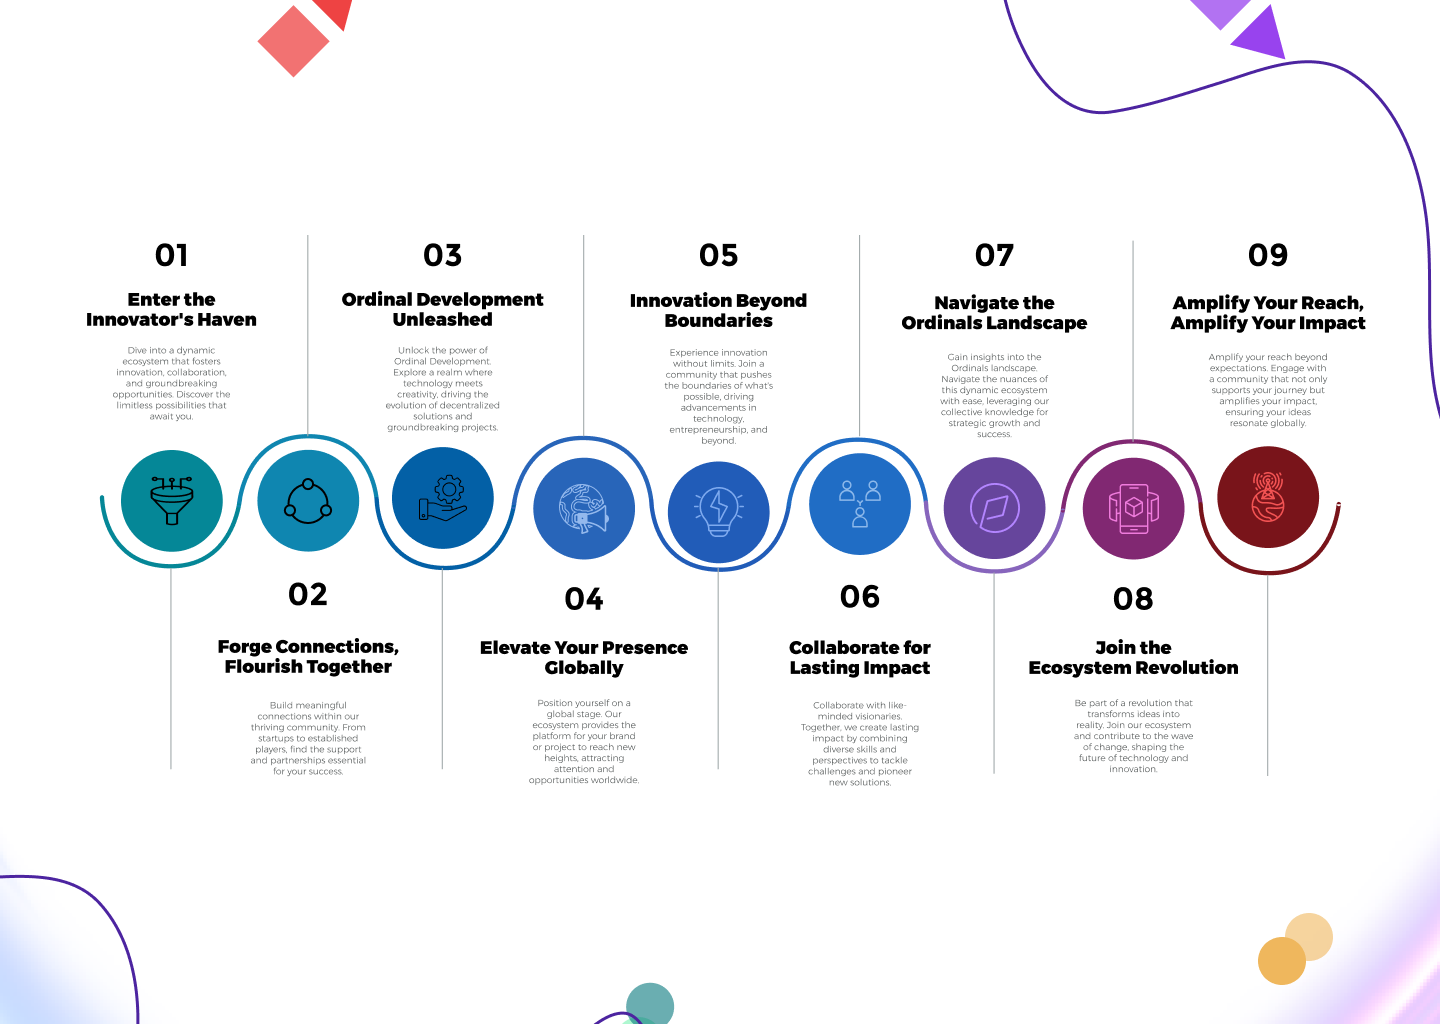 01
Enter the
Innovator's Haven
Dive into a dynamic
ecosystem that fosters
innovation, collaboration,
and groundbreaking
opportunities. Discover the
limitless possibilities that
await you.
02
Forge Connections,
Flourish Together
Build meaningful
connections within our
thriving community. From
startups to established
players, find the support
and partnerships essential
for your success.
03
Ordinal Development
Unleashed
Unlock the power of
Ordinal Development.
Explore a realm where
technology meets
creativity, driving the
evolution of decentralized
solutions and
groundbreaking projects.
04
Elevate Your Presence
Globally
Position yourself on a
global stage. Our
ecosystem provides the
platform for your brand
or project to reach new
heights, attracting
attention and
opportunities worldwide.
05
Innovation Beyond
Boundaries
Experience innovation
without limits. Join a
community that pushes
the boundaries of what's
possible, driving
advancements in
technology,
entrepreneurship, and
beyond.
06
Collaborate for
Lasting Impact
Collaborate with like-
minded visionaries.
Together, we create lasting
impact by combining
diverse skills and
perspectives to tackle
challenges and pioneer
new solutions.
07
Navigate the
Ordinals Landscape
Gain insights into the
Ordinals landscape.
Navigate the nuances of
this dynamic ecosystem
with ease, leveraging our
collective knowledge for
strategic growth and
success.
08
Join the
Ecosystem Revolution
Be part of a revolution that
transforms ideas into
reality. Join our ecosystem
and contribute to the wave
of change, shaping the
future of technology and
innovation.
09
Amplify Your Reach,
Amplify Your Impact
Amplify your reach beyond
expectations. Engage with
a community that not only
supports your journey but
amplifies your impact,
ensuring your ideas
resonate globally.